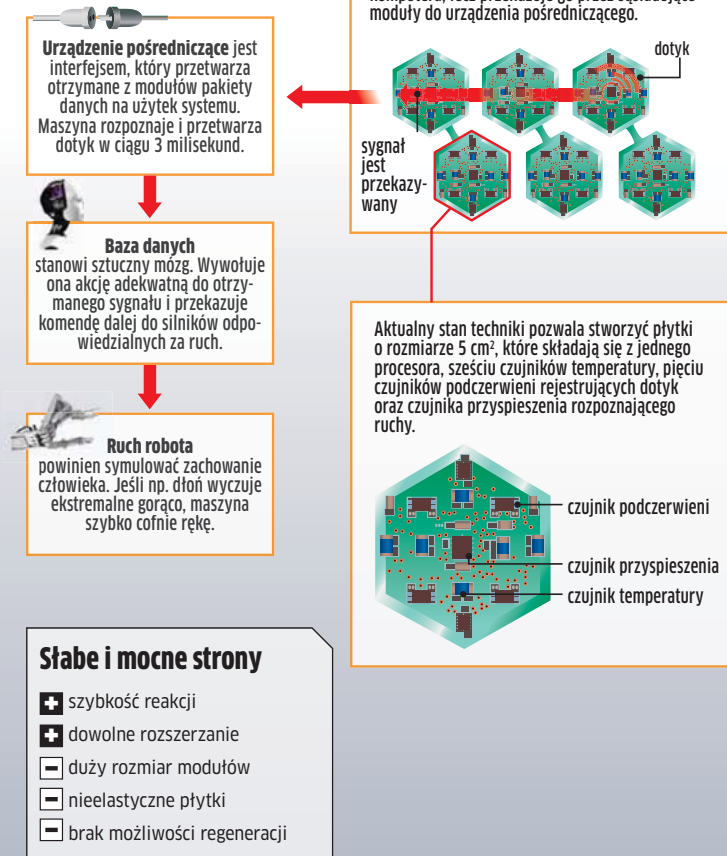 moduły do urządzenia pośredniczącego.
dotyk
sygnał
jest
przekazy-
wany
Urządzenie pośredniczące jest
interfejsem, który przetwarza
otrzymane z modułów pakiety
danych na użytek systemu.
Maszyna rozpoznaje i przetwarza
dotyk w ciągu 3 milisekund.
Baza danych
stanowi sztuczny mózg. Wywołuje
ona akcję adekwatną do otrzy-
manego sygnału i przekazuje
komendę dalej do silników odpo-
wiedzialnych za ruch.
Ruch robota
powinien symulować zachowanie
człowieka. Jeśli np. dłoń wyczuje
ekstremalne gorąco, maszyna
szybko cofnie rękę.
Aktualny stan techniki pozwala stworzyć płytki
o rozmiarze 5 cm², które składają się z jednego
procesora, sześciu czujników temperatury, pięciu
czujników podczerwieni rejestrujących dotyk
oraz czujnika przyspieszenia rozpoznającego
ruchy.
czujnik podczerwieni
czujnik przyspieszenia
czujnik temperatury
Słabe i mocne strony
+ szybkość reakcji
+ dowolne rozszerzanie
- duży rozmiar modułów
- nieelastyczne płytki
- brak możliwości regeneracji